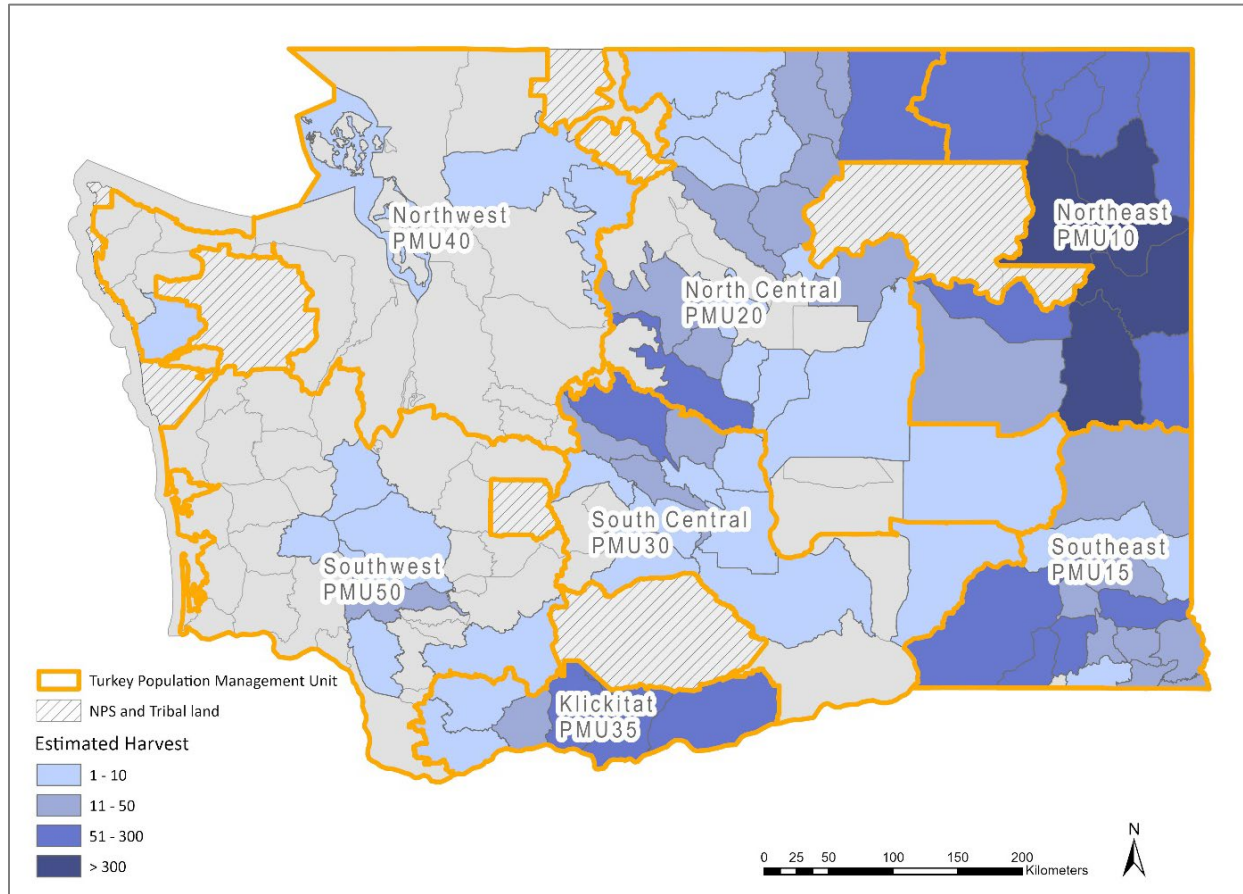 Northwest
PMU40
Northeast
PMU10
North Central
PMU20
South Central
PMU30
Southwest
PMU50
Southeast
PMU15
Klickitat
PMU35
Turkey Population Management Unit
NPS and Tribal land
Estimated Harvest
1 - 10
11 - 50
51 - 300
> 300
N
0 25 50 100 150 200
Kilometers